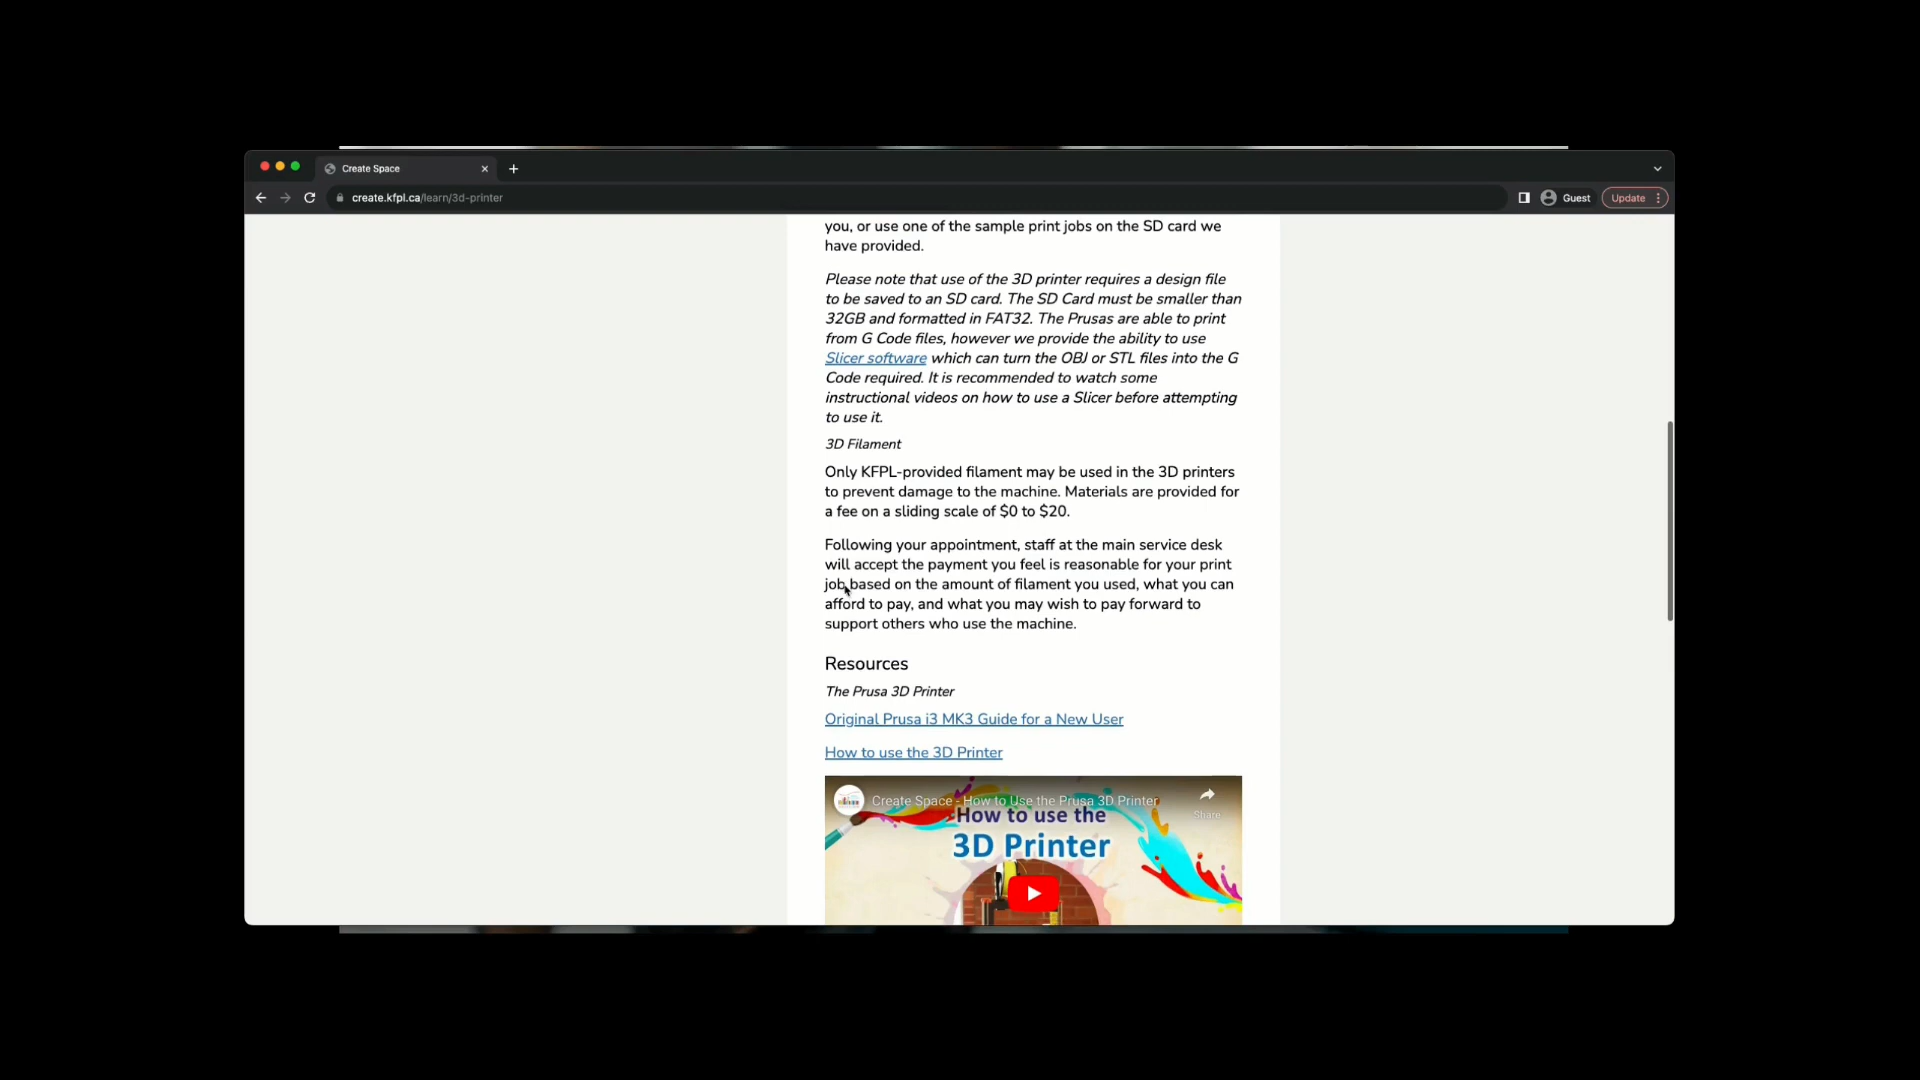 Create Space
create.kfpl.ca/learn/3d-printer
Guest
Update
you, or use one of the sample print jobs on the SD card we
have provided.
Please note that use of the 3D printer requires a design file
to be saved to an SD card. The SD Card must be smaller than
32GB and formatted in FAT32. The Prusas are able to print
from G Code files, however we provide the ability to use
Slicer software which can turn the OBJ or STL files into the G
Code required. It is recommended to watch some
instructional videos on how to use a Slicer before attempting
to use it.
3D Filament
Only KFPL-provided filament may be used in the 3D printers
to prevent damage to the machine. Materials are provided for
a fee on a sliding scale of $0 to $20.
Following your appointment, staff at the main service desk
will accept the payment you feel is reasonable for your print
job based on the amount of filament you used, what you can
afford to pay, and what you may wish to pay forward to
support others who use the machine.
Resources
The Prusa 3D Printer
Original Prusa i3 MK3 Guide for a New User
How to use the 3D Printer
Create Space - How to Use the Prusa 3D Printer
Share
How to use the
3D Printer